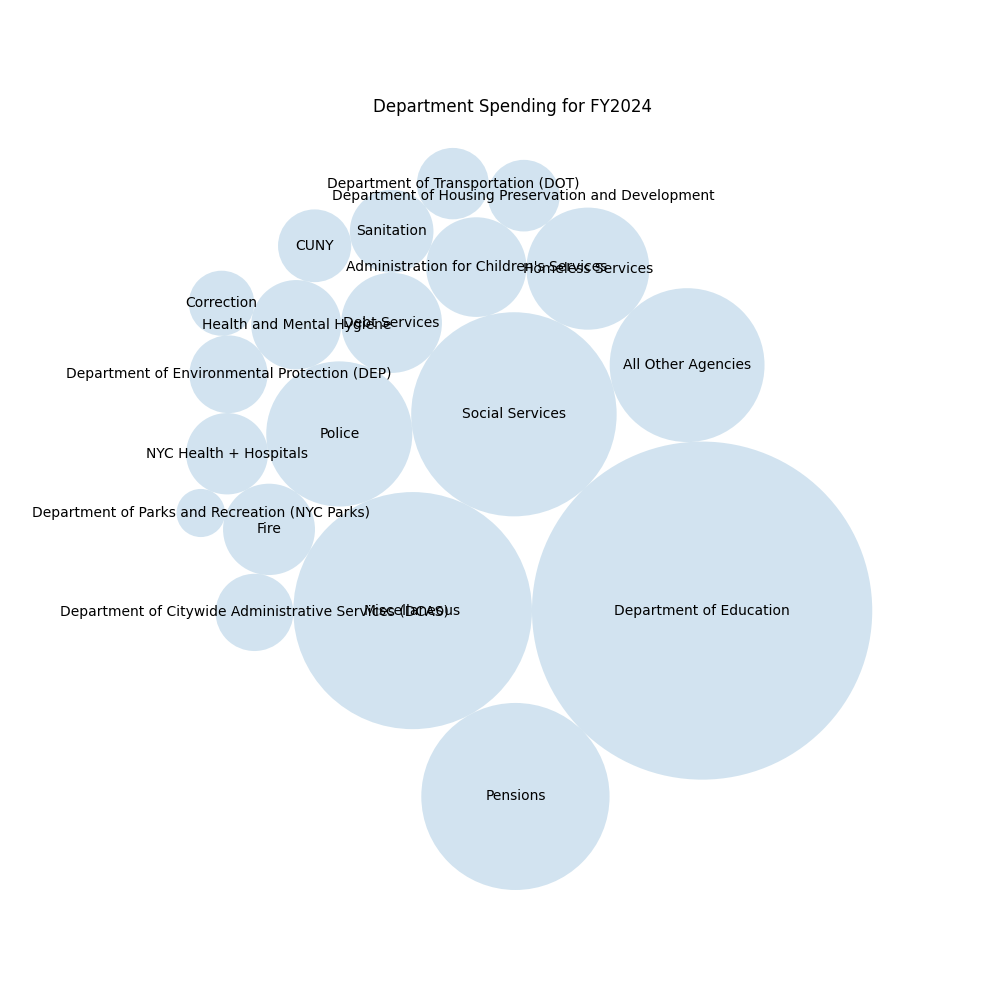 Department Spending for FY2024
Department of Transportation (DOT)
Department of Housing Preservation and Development
Sanitation
CUNY
Administration for Children's Services
Homeless Services
Correction
Health and Mental Hygiene
Debt Services
All Other Agencies
Department of Environmental Protection (DEP)
Social Services
Police
NYC Health + Hospitals
Department of Parks and Recreation (NYC Parks)
Fire
Department of Citywide Administrative Services (DCAS)
Miscellaneous
Department of Education
Pensions